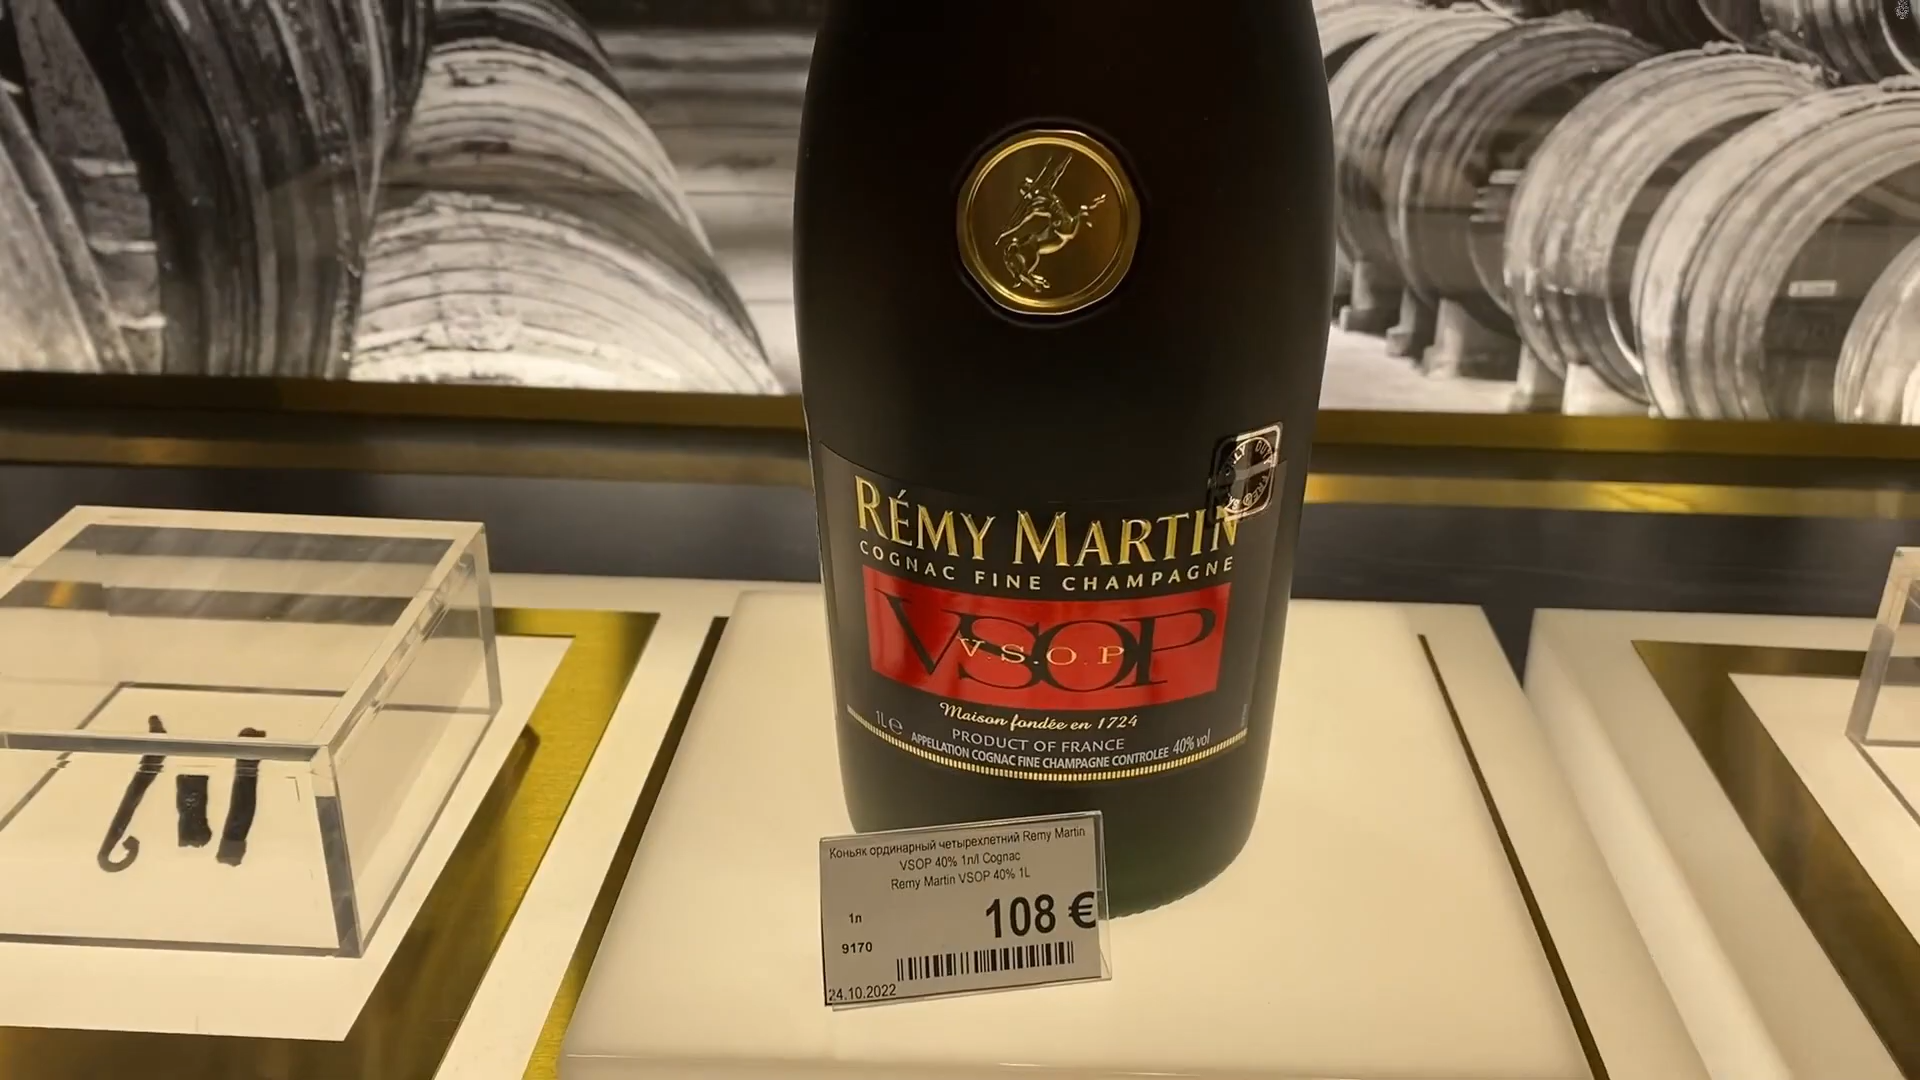 RÉMY MARTIN
COGNAC FINE CHAMPAGNE
VSOP
V.S.O.P
Maison fondée en 1724
1L℮
PRODUCT OF FRANCE
APPELLATION COGNAC FINE CHAMPAGNE CONTROLEE 40% vol
Коньяк ординарный четырехлетний Remy Martin
VSOP 40% 1л/l Cognac
Remy Martin VSOP 40% 1L
1л
108 €
9170
24.10.2022